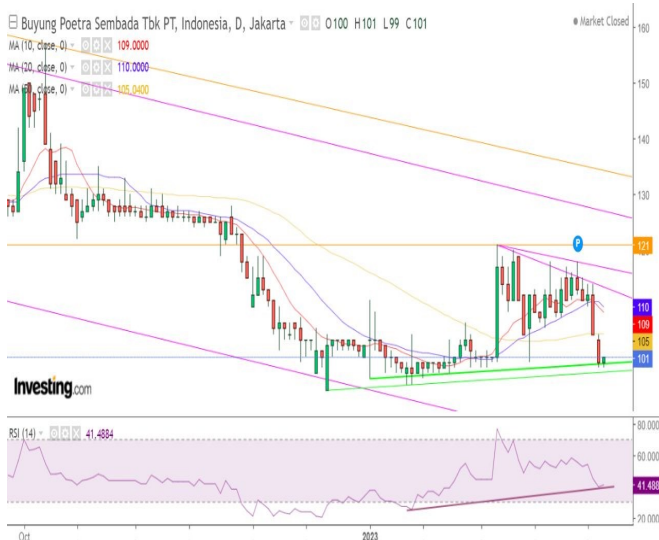 Buyung Poetra Sembada Tbk PT, Indonesia, D, Jakarta O100 H101 L99 C101
Market Closed
MA (10, close, 0) 109.0000
MA (20, close, 0) 110.0000
close, 0) 105.0400
160
150
140
130
121
P
110
109
105
101
Investing.com
RSI (14) 41.4884
80.000
60.000
41.488
20.000
Oct
2023